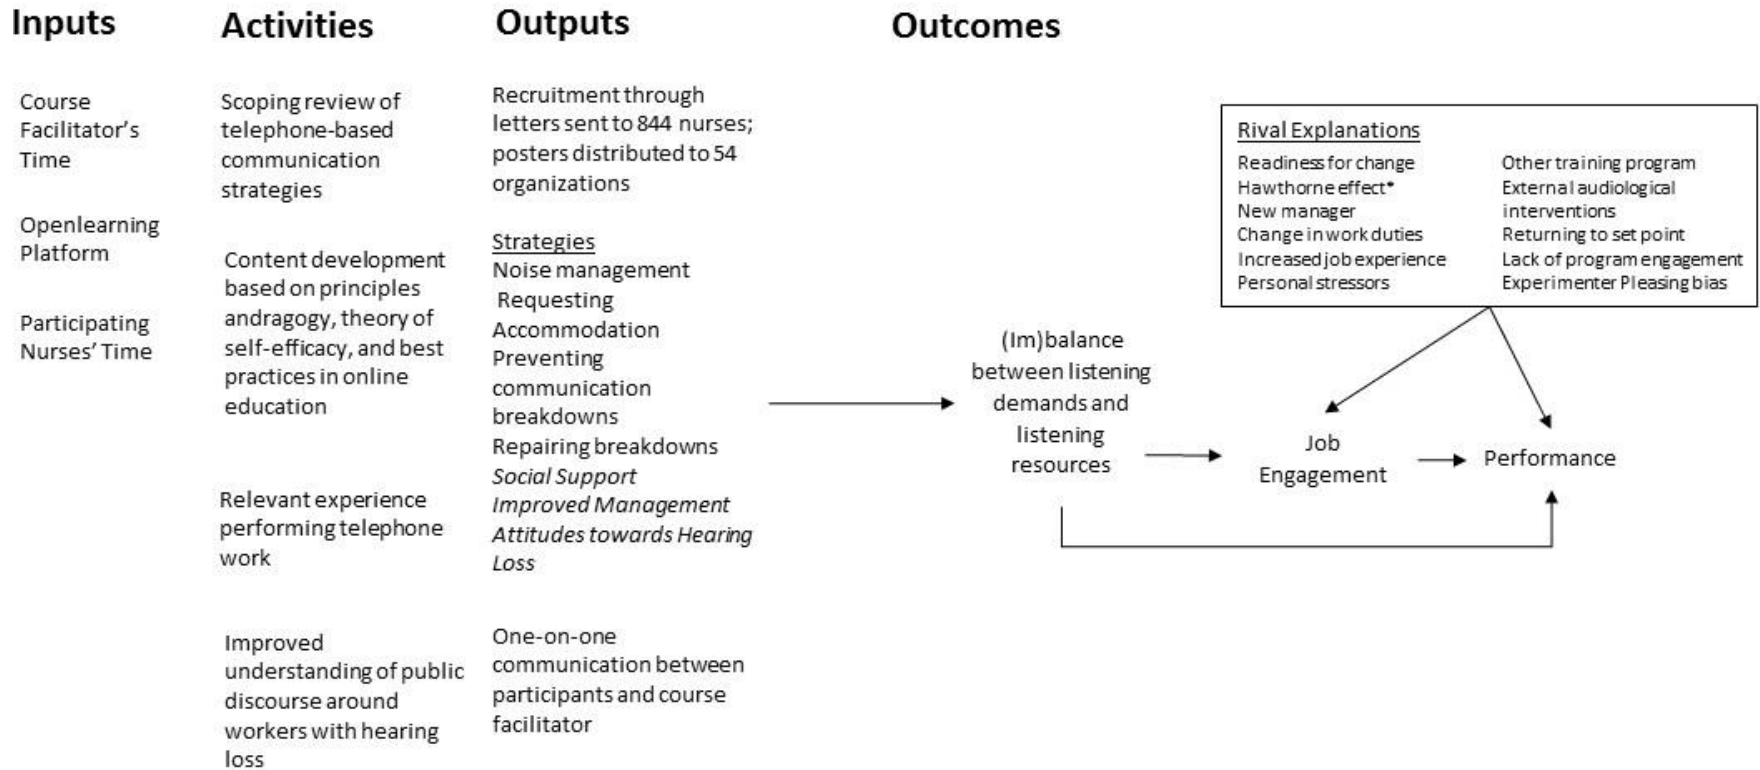 Inputs
Course
Facilitator's
Time
Openlearning
Platform
Participating
Nurses' Time
Activities
Scoping review of
telephone-based
communication
strategies
Content development
based on principles
andragogy, theory of
self-efficacy, and best
practices in online
education
Relevant experience
performing telephone
work
Improved
understanding of public
discourse around
workers with hearing
loss
Outputs
Recruitment through
letters sent to 844 nurses;
posters distributed to 54
organizations
Strategies
Noise management
Requesting
Accommodation
Preventing
communication
breakdowns
Repairing breakdowns
Social Support
Improved Management
Attitudes towards Hearing
Loss
One-on-one
communication between
participants and course
facilitator
Outcomes
(Im)balance
between listening
demands and
listening
resources
Job
Engagement
Performance
Rival Explanations
Readiness for change
Hawthorne effect*
New manager
Change in work duties
Increased job experience
Personal stressors
Other training program
External audiological
interventions
Returning to set point
Lack of program engagement
Experimenter Pleasing bias